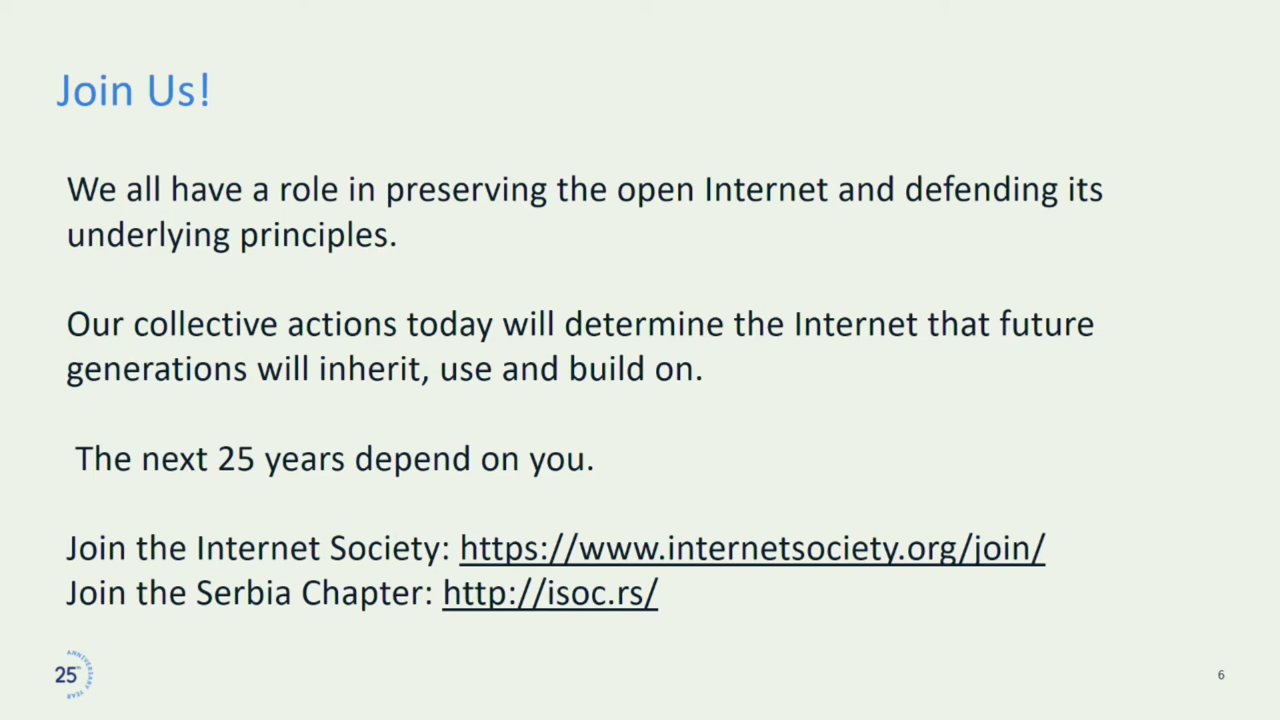 Join Us!
We all have a role in preserving the open Internet and defending its
underlying principles.
Our collective actions today will determine the Internet that future
generations will inherit, use and build on.
The next 25 years depend on you.
Join the Internet Society: https://www.internetsociety.org/join/
Join the Serbia Chapter: http://isoc.rs/
25th
ANNIVERSARY YEAR
6